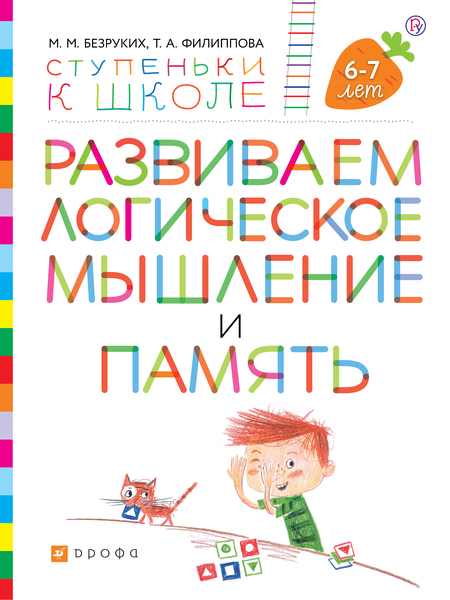 М. М. БЕЗРУКИХ, Т. А. ФИЛИППОВА
СТУПЕНЬКИ
К ШКОЛЕ
6-7
лет
РАЗВИВАЕМ
ЛОГИЧЕСКОЕ
МЫШЛЕНИЕ
И
ПАМЯТЬ
дрофа